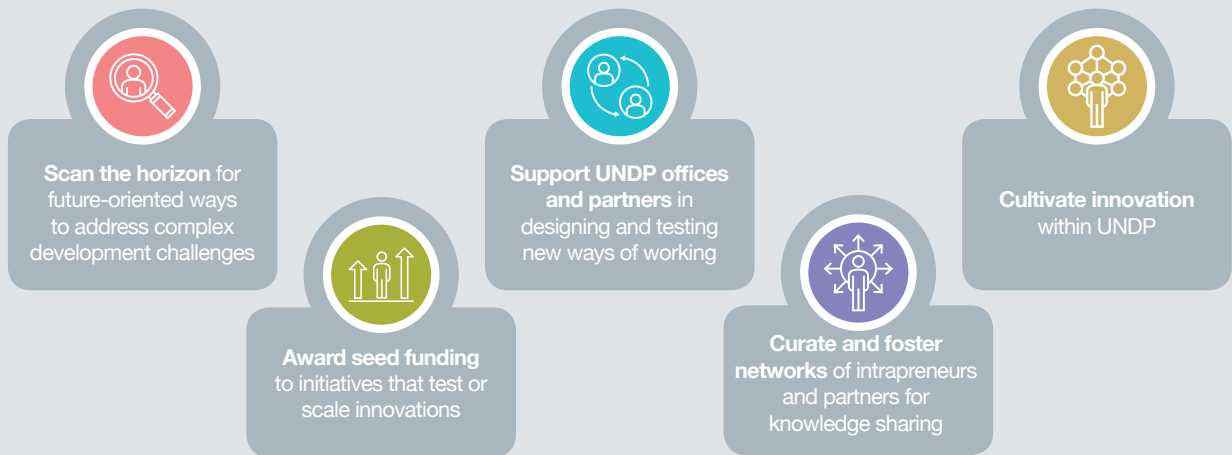 Scan the horizon for
future-oriented ways
to address complex
development challenges
Award seed funding
to initiatives that test or
scale innovations
Support UNDP offices
and partners in
designing and testing
new ways of working
Curate and foster
networks of intrapreneurs
and partners for
knowledge sharing
Cultivate innovation
within UNDP